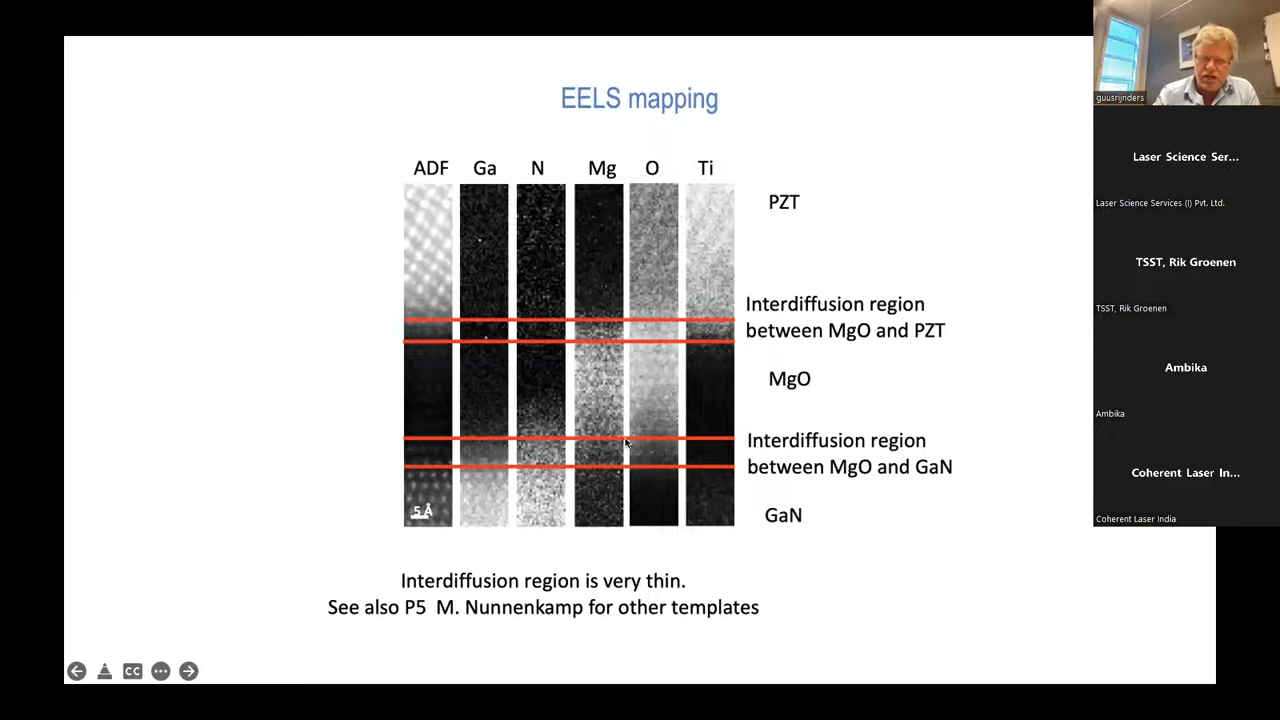 EELS mapping
ADF Ga N Mg O Ti
PZT
Interdiffusion region
between MgO and PZT
MgO
Interdiffusion region
between MgO and GaN
GaN
5 Å
Interdiffusion region is very thin.
See also P5 M. Nunnenkamp for other templates
CC
guusrijnders
Laser Science Ser...
Laser Science Services (I) Pvt. Ltd.
TSST, Rik Groenen
TSST, Rik Groenen
Ambika
Ambika
Coherent Laser In...
Coherent Laser India